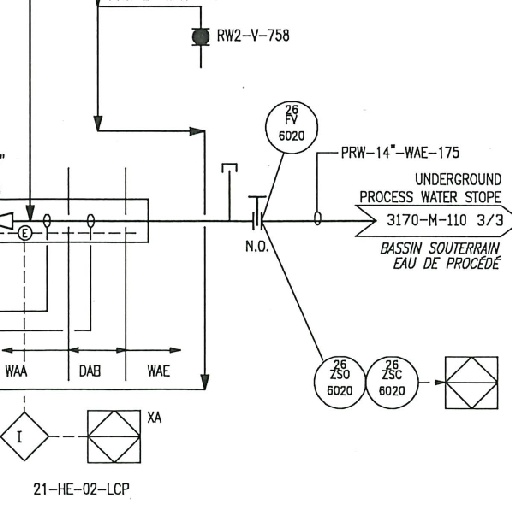 RW2-V-758
26
FV
6020
PRW-14"-WAE-175
UNDERGROUND
PROCESS WATER STOPE
3170-M-110 3/3
BASSIN SOUTERRAIN
EAU DE PROCÉDÉ
N.O.
E
26
ZSO
6020
26
ZSC
6020
WAA
DAB
WAE
I
XA
21-HE-02-LCP